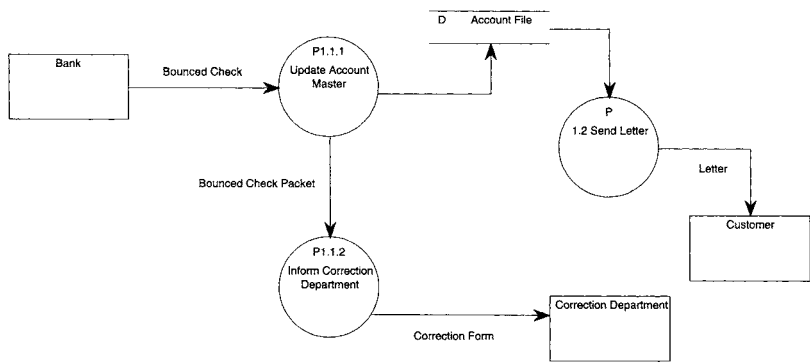 D Account File
P1.1.1
Update Account
Master
Bank
Bounced Check
P
1.2 Send Letter
Letter
Bounced Check Packet
Customer
P1.1.2
Inform Correction
Department
Correction Department
Correction Form